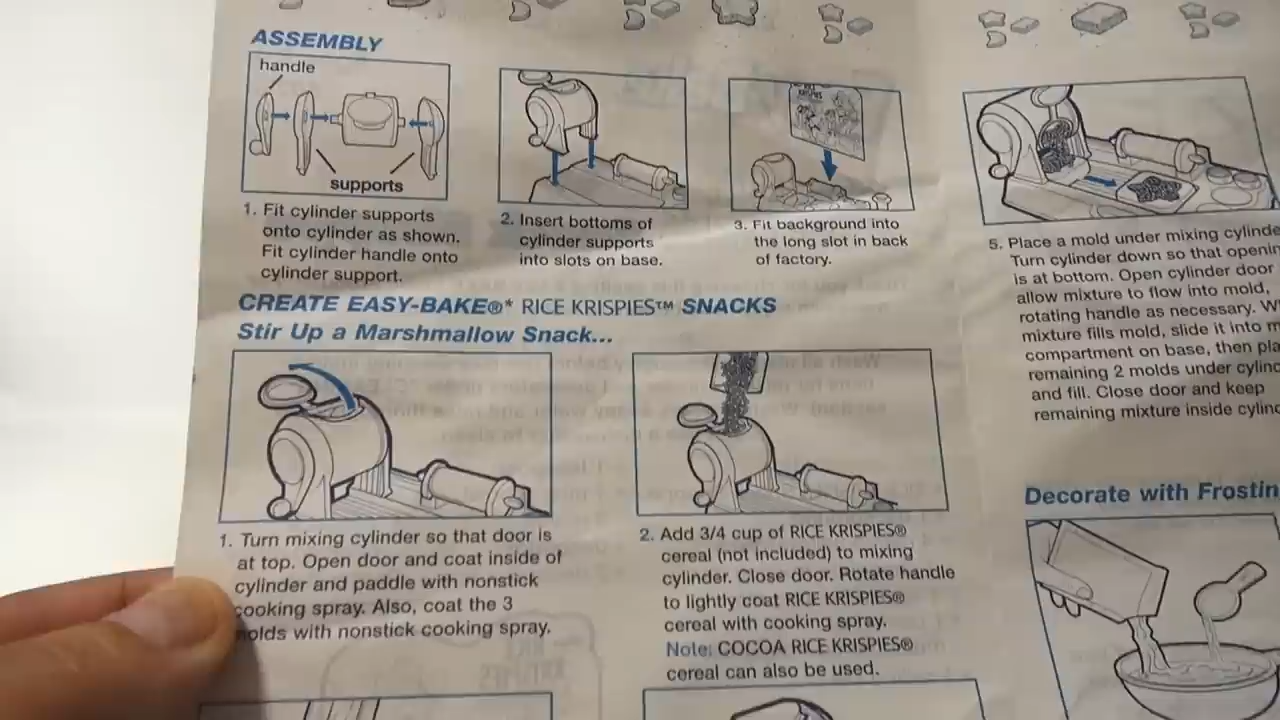 ASSEMBLY
handle
supports
1. Fit cylinder supports
onto cylinder as shown.
Fit cylinder handle onto
cylinder support.
2. Insert bottoms of
cylinder supports
into slots on base.
3. Fit background into
the long slot in back
of factory.
CREATE EASY-BAKE®* RICE KRISPIES™ SNACKS
Stir Up a Marshmallow Snack...
1. Turn mixing cylinder so that door is
at top. Open door and coat inside of
cylinder and paddle with nonstick
cooking spray. Also, coat the 3
molds with nonstick cooking spray.
2. Add 3/4 cup of RICE KRISPIES®
cereal (not included) to mixing
cylinder. Close door. Rotate handle
to lightly coat RICE KRISPIES®
cereal with cooking spray.
Note: COCOA RICE KRISPIES®
cereal can also be used.
5. Place a mold under mixing cylinde
Turn cylinder down so that openin
is at bottom. Open cylinder door
allow mixture to flow into mold,
rotating handle as necessary. W
mixture fills mold, slide it into m
compartment on base, then pla
remaining 2 molds under cylind
and fill. Close door and keep
remaining mixture inside cylind
Decorate with Frostin